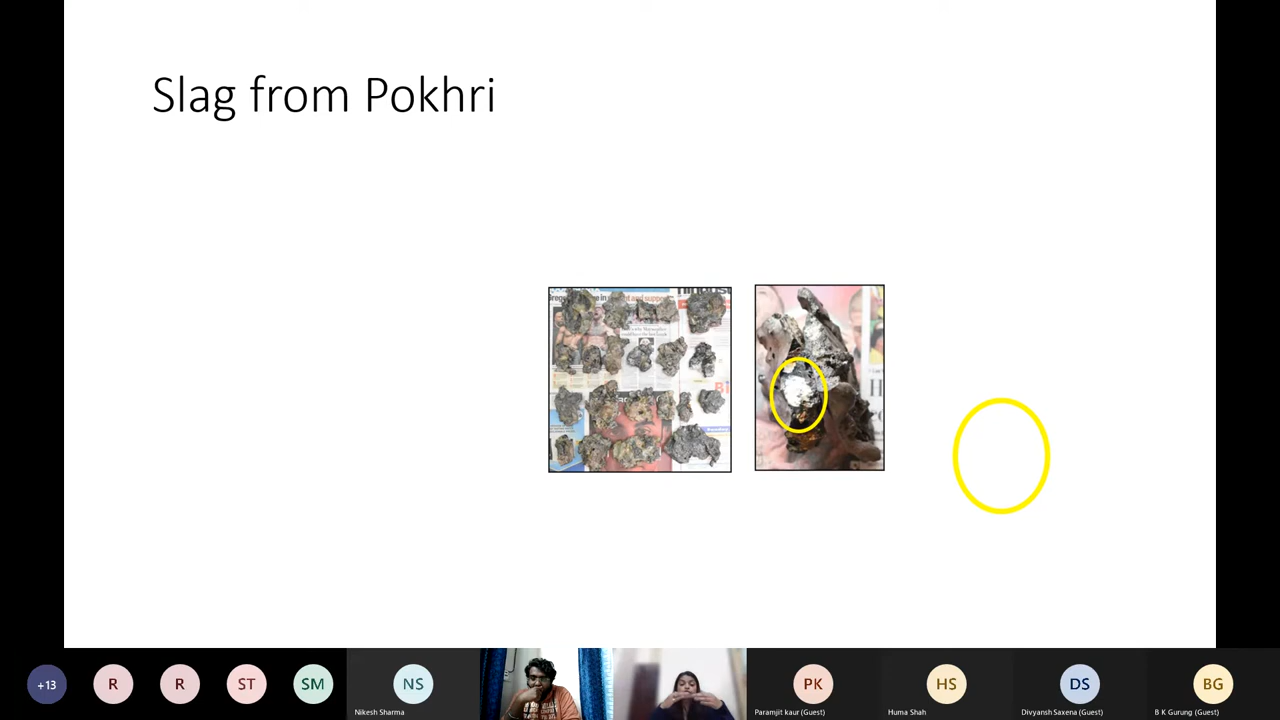 Slag from Pokhri
+13
R
R
ST
SM
NS
Nikesh Sharma
PK
Paramjit kaur (Guest)
HS
Huma Shah
DS
Divyansh Saxena (Guest)
BG
B K Gurung (Guest)